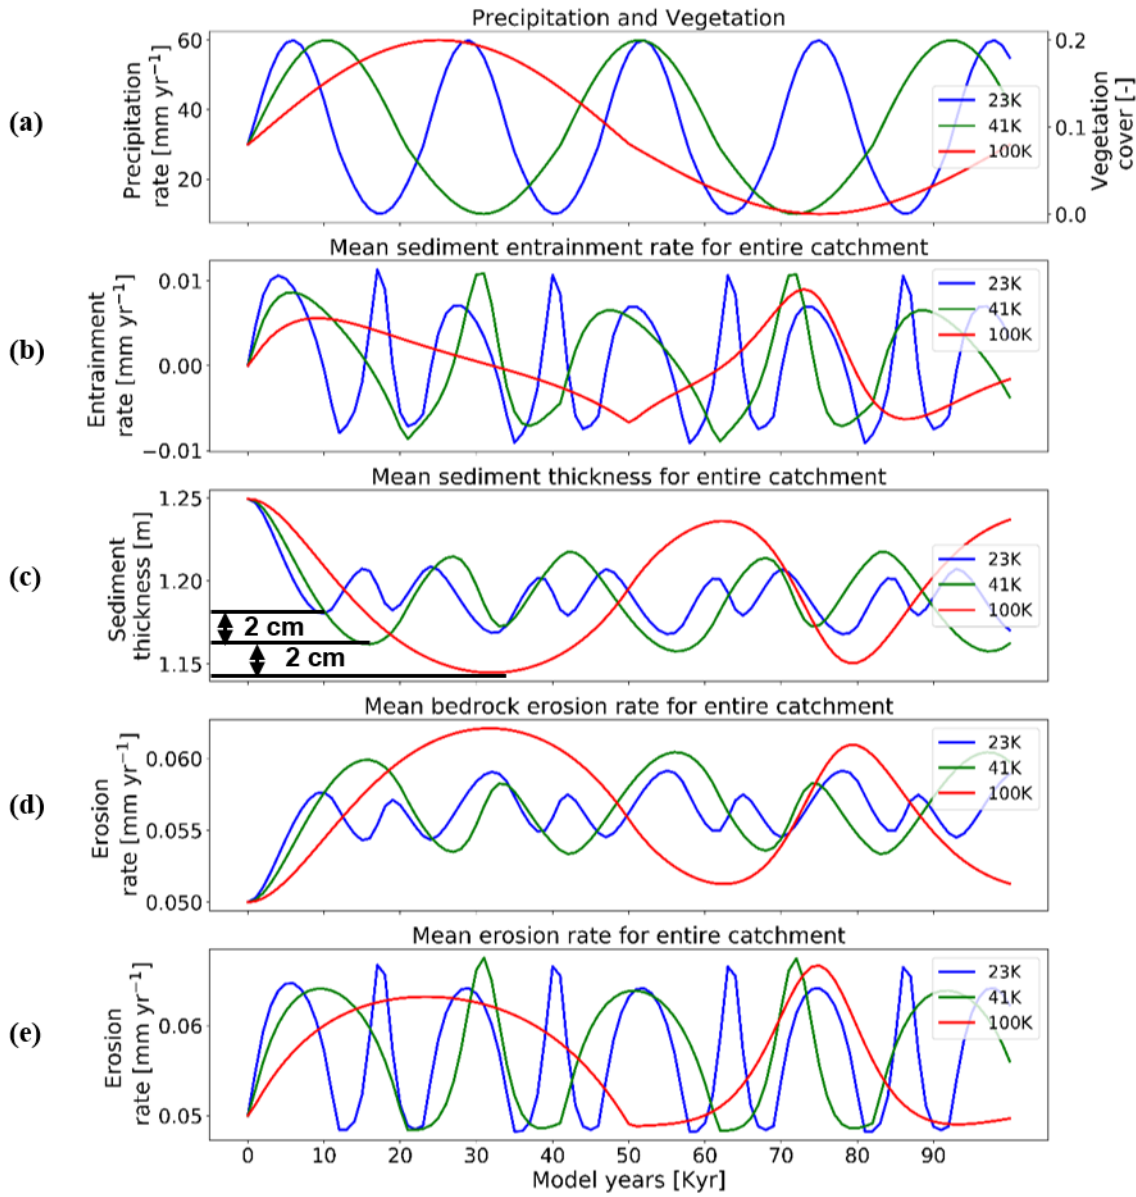 Precipitation and Vegetation
(a)
Precipitation
rate [mm yr⁻¹]
60
40
20
0.2
0.1
0.0
Vegetation
cover [-]
23K
41K
100K
Mean sediment entrainment rate for entire catchment
(b)
Entrainment
rate [mm yr⁻¹]
0.01
0.00
−0.01
23K
41K
100K
Mean sediment thickness for entire catchment
(c)
Sediment
thickness [m]
1.25
1.20
1.15
2 cm
2 cm
23K
41K
100K
Mean bedrock erosion rate for entire catchment
(d)
Erosion
rate [mm yr⁻¹]
0.060
0.055
0.050
23K
41K
100K
Mean erosion rate for entire catchment
(e)
Erosion
rate [mm yr⁻¹]
0.06
0.05
23K
41K
100K
0 10 20 30 40 50 60 70 80 90
Model years [Kyr]